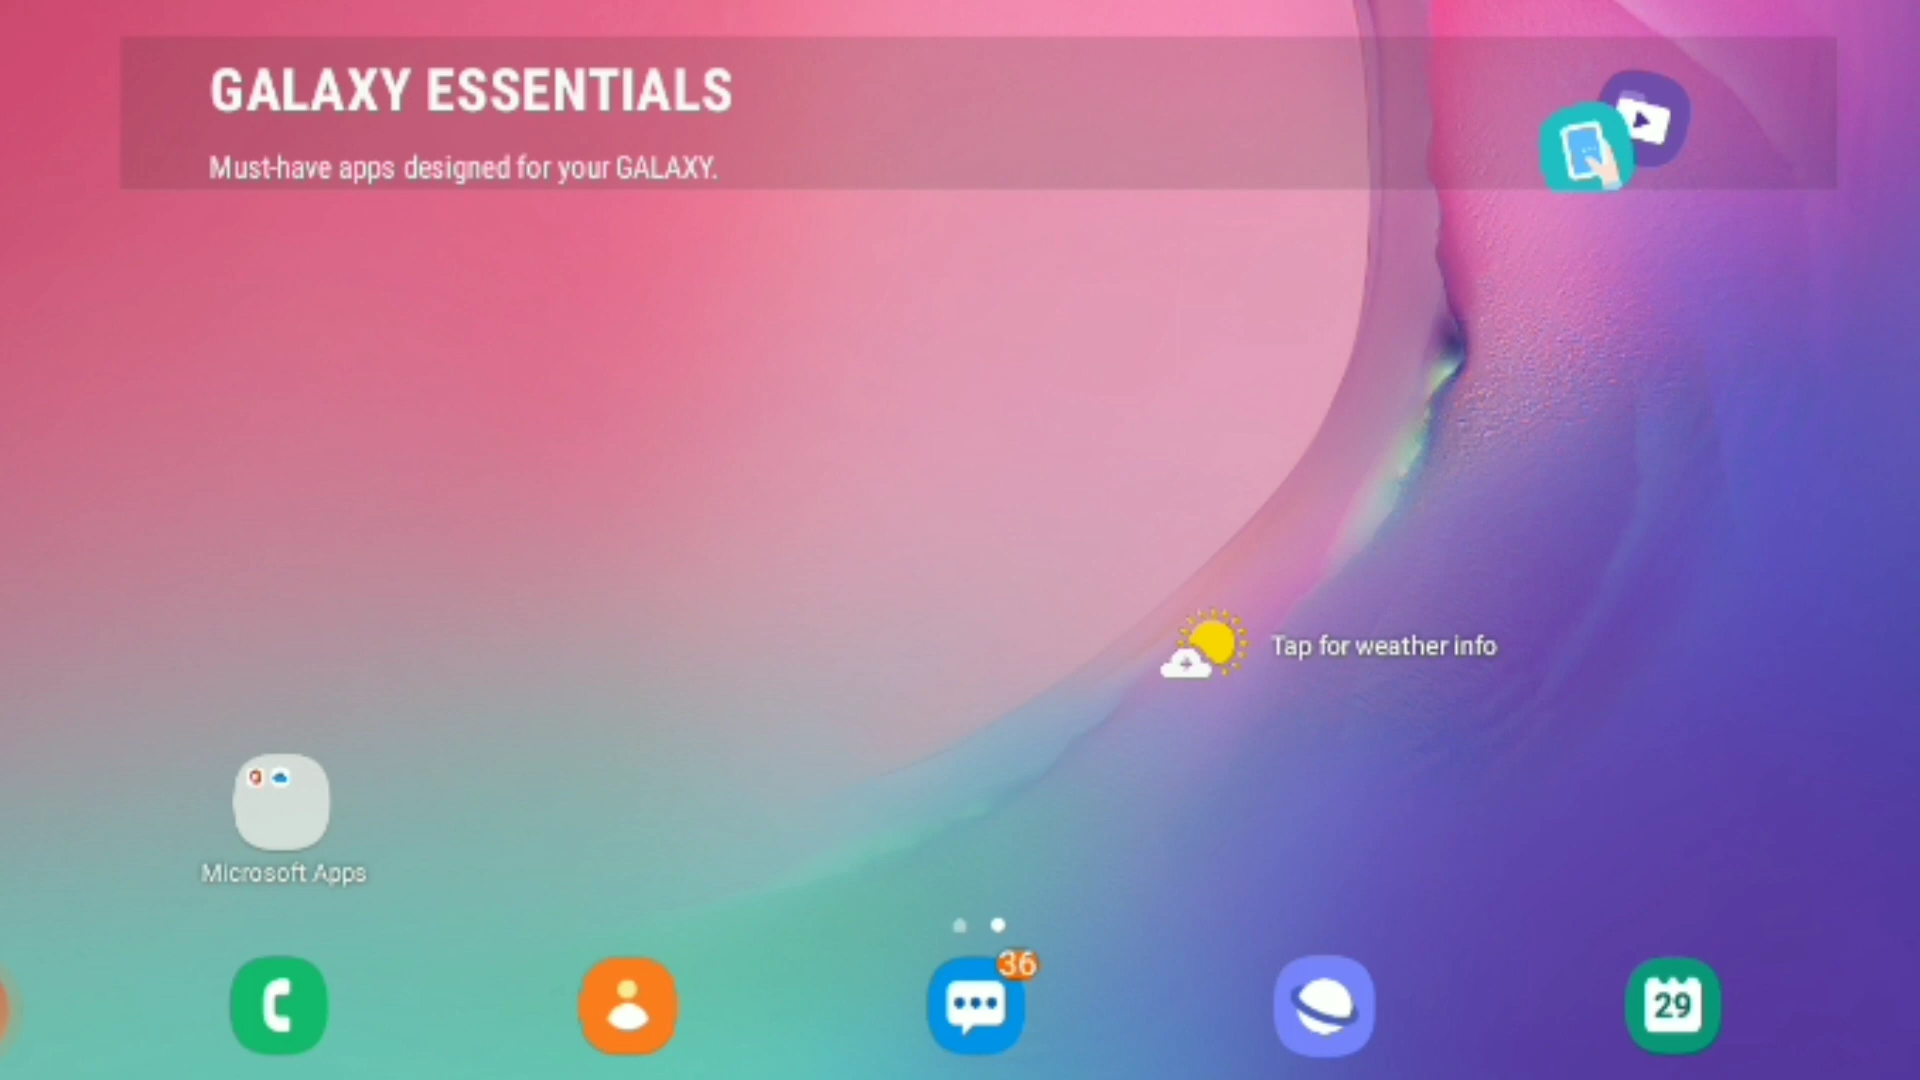 GALAXY ESSENTIALS
Must-have apps designed for your GALAXY.
Tap for weather info
Microsoft Apps
36
29